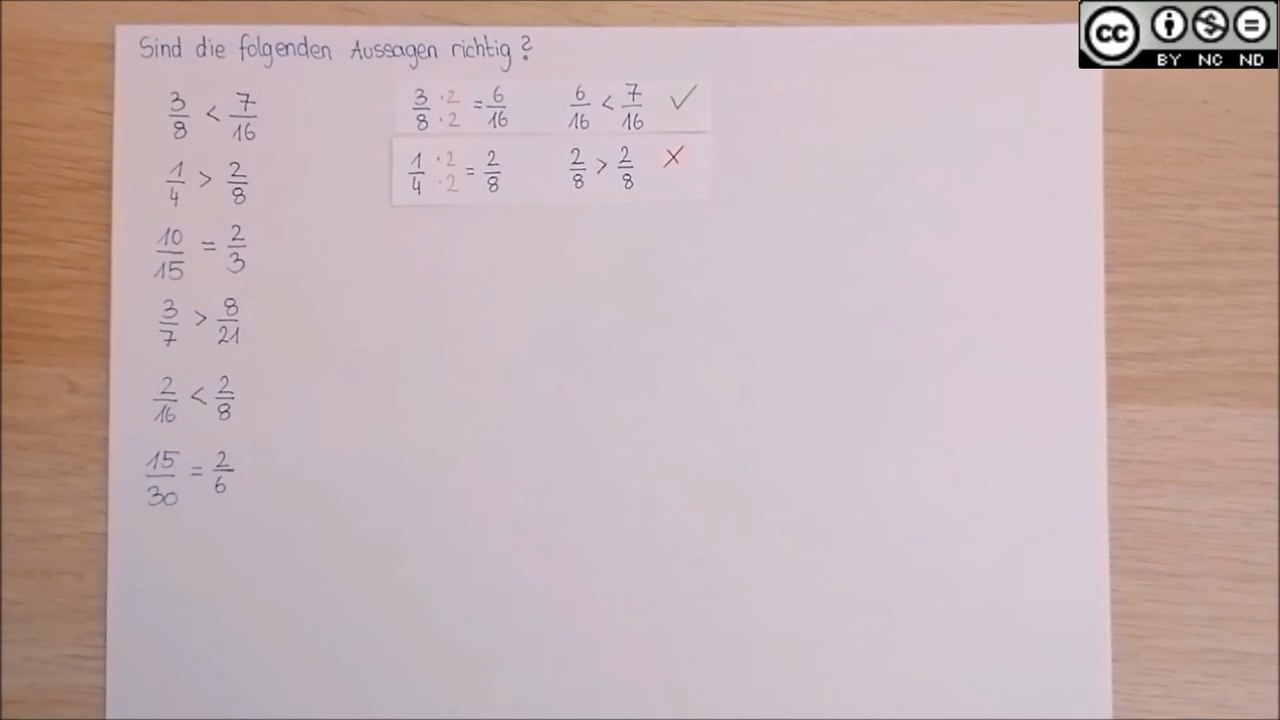 Sind die folgenden Aussagen richtig?
3/8 < 7/16
3·2/8·2 = 6/16
6/16 < 7/16 ✓
1/4 > 2/8
1·2/4·2 = 2/8
2/8 > 2/8 ✗
10/15 = 2/3
3/7 > 8/21
2/16 < 2/8
15/30 = 2/6
CC BY NC ND